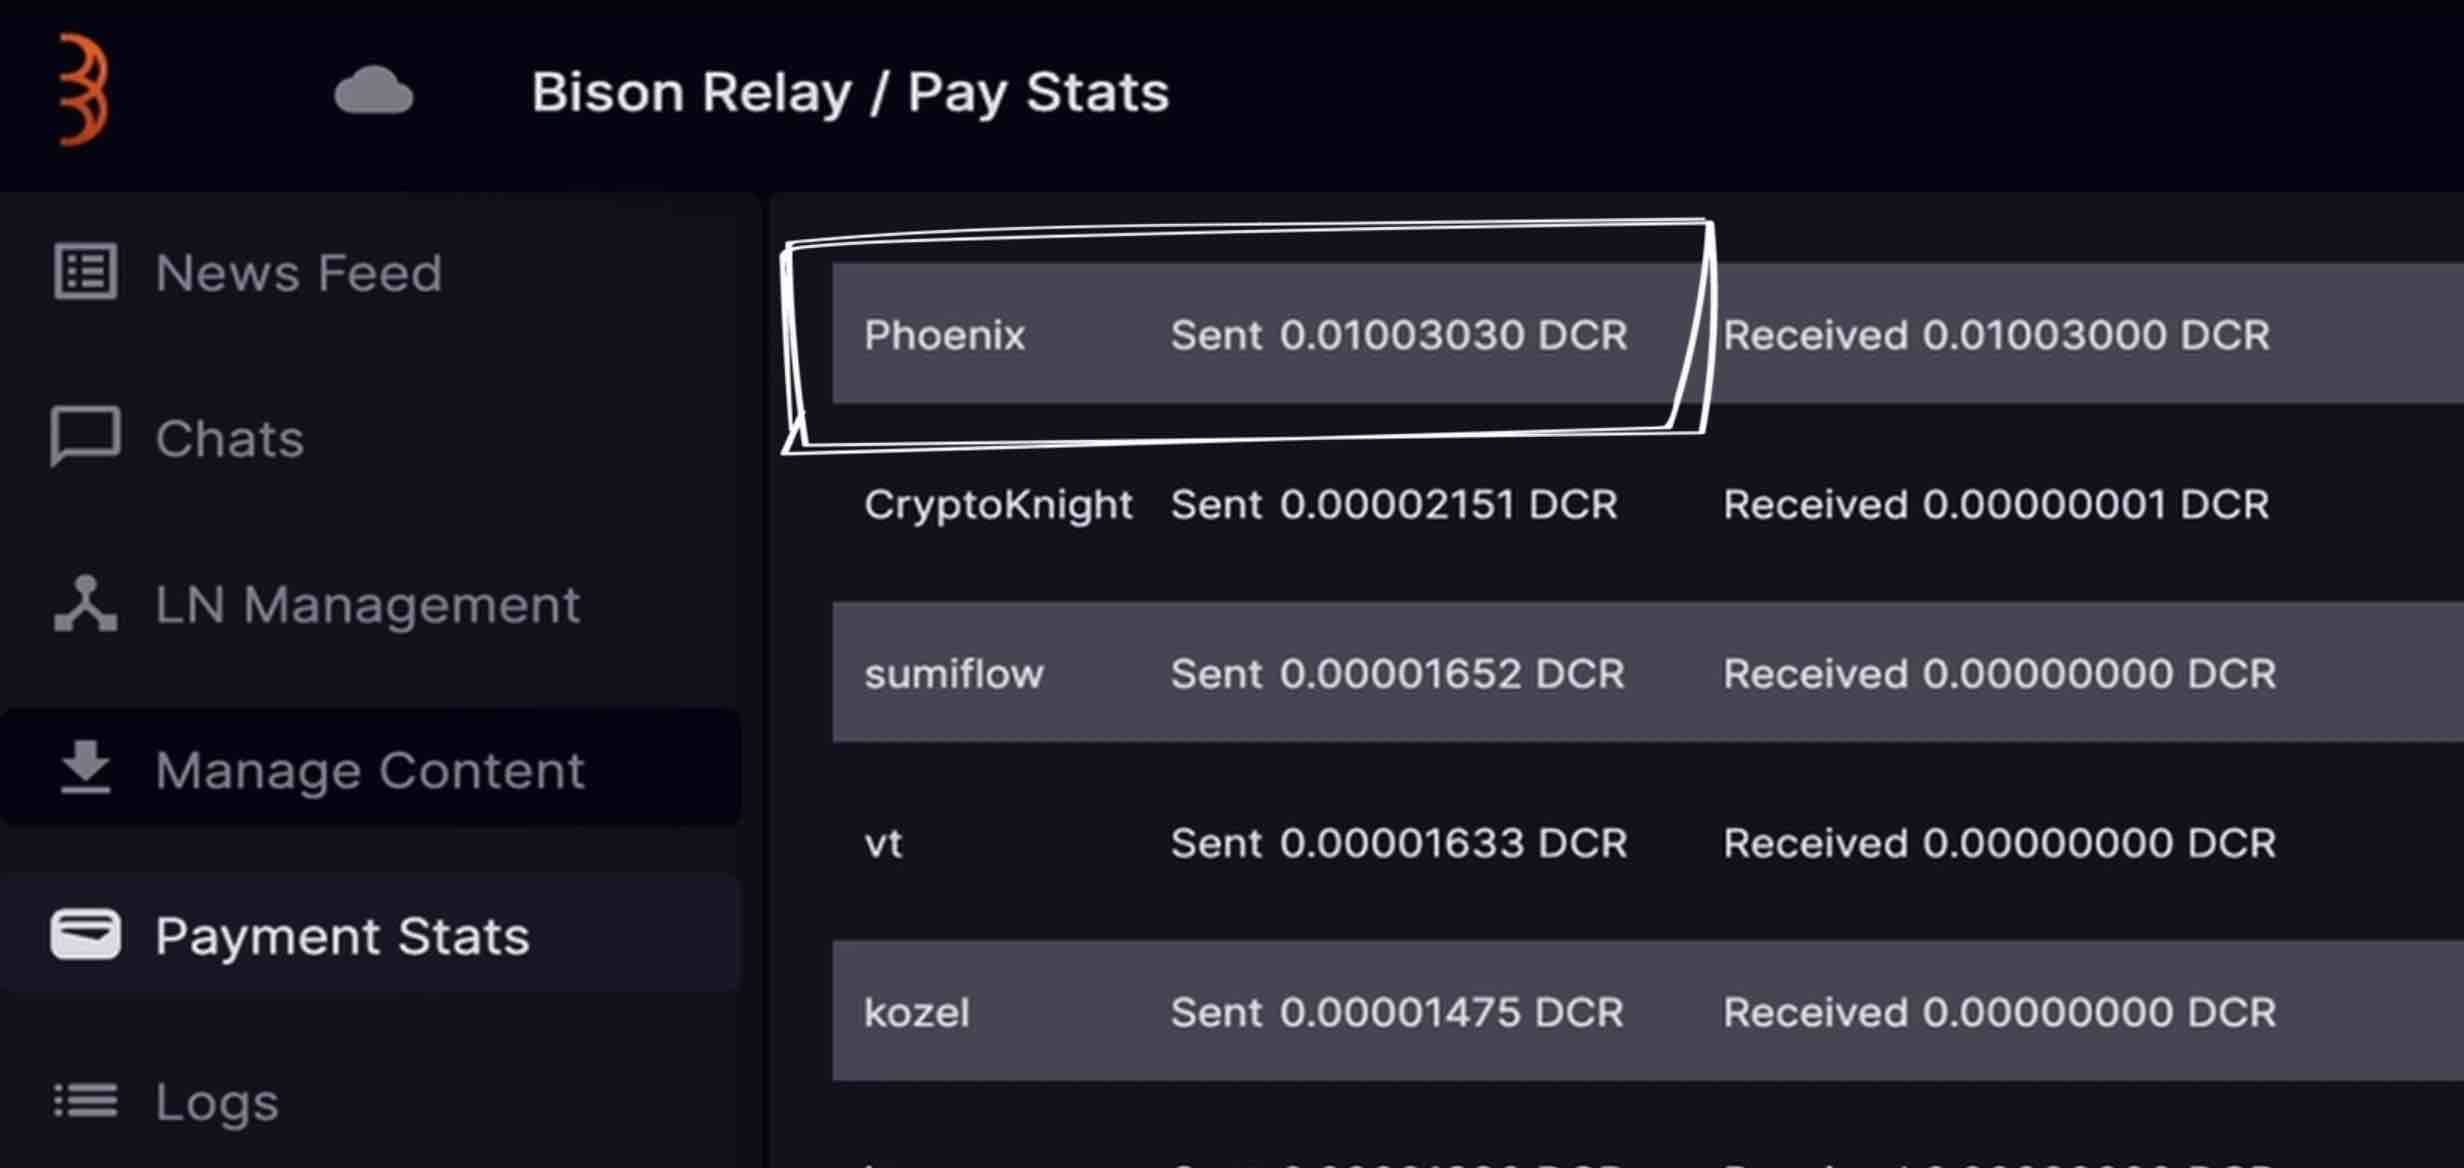 Bison Relay / Pay Stats
News Feed
Chats
LN Management
Manage Content
Payment Stats
Logs
Phoenix Sent 0.01003030 DCR Received 0.01003000 DCR
CryptoKnight Sent 0.00002151 DCR Received 0.00000001 DCR
sumiflow Sent 0.00001652 DCR Received 0.00000000 DCR
vt Sent 0.00001633 DCR Received 0.00000000 DCR
kozel Sent 0.00001475 DCR Received 0.00000000 DCR